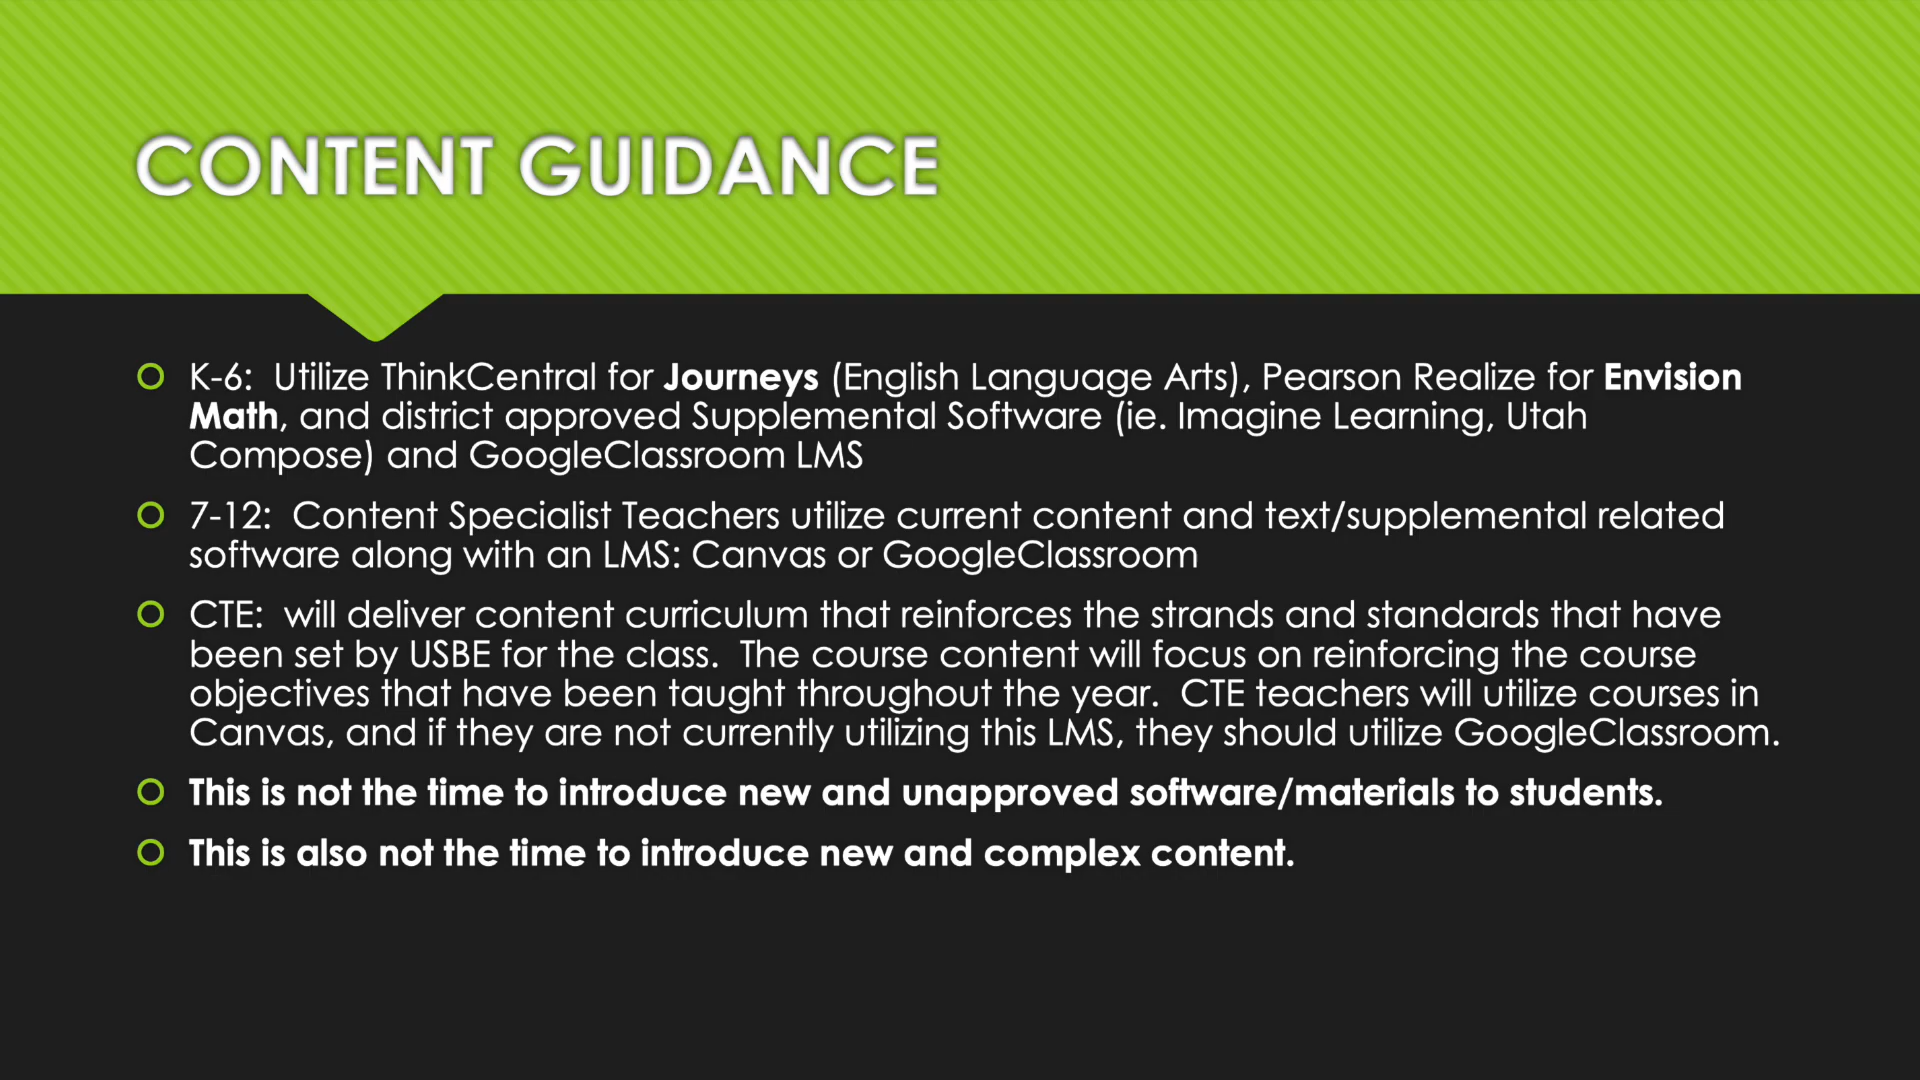 CONTENT GUIDANCE
K-6:  Utilize ThinkCentral for Journeys (English Language Arts), Pearson Realize for Envision
Math, and district approved Supplemental Software (ie. Imagine Learning, Utah
Compose) and GoogleClassroom LMS
7-12:  Content Specialist Teachers utilize current content and text/supplemental related
software along with an LMS: Canvas or GoogleClassroom
CTE:  will deliver content curriculum that reinforces the strands and standards that have
been set by USBE for the class.  The course content will focus on reinforcing the course
objectives that have been taught throughout the year.  CTE teachers will utilize courses in
Canvas, and if they are not currently utilizing this LMS, they should utilize GoogleClassroom.
This is not the time to introduce new and unapproved software/materials to students.
This is also not the time to introduce new and complex content.